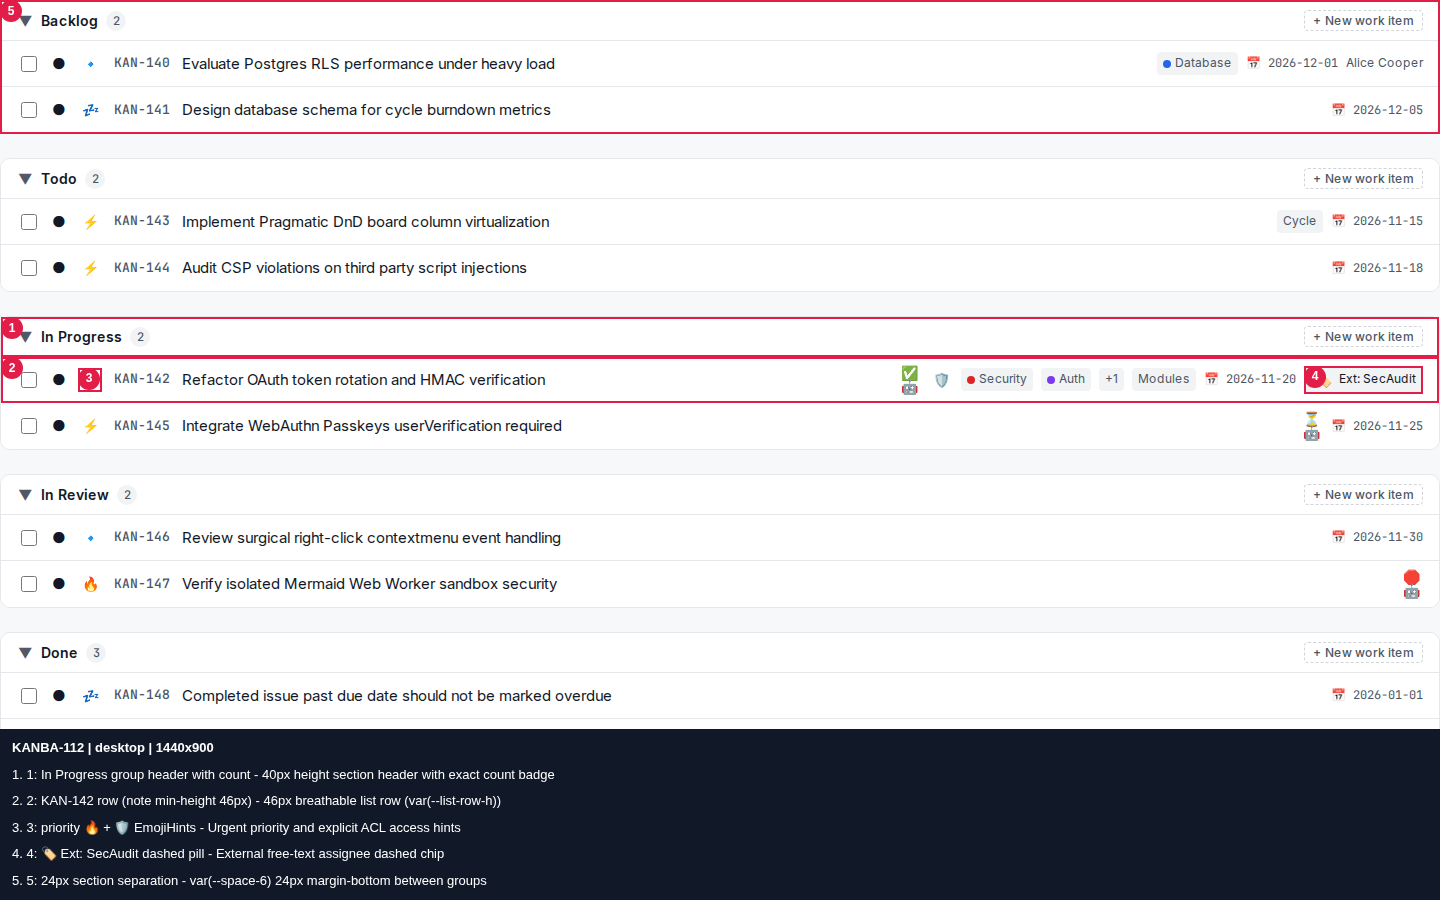 5 ▼ Backlog 2 + New work item
KAN-140 Evaluate Postgres RLS performance under heavy load Database 📅 2026-12-01 Alice Cooper
💤 KAN-141 Design database schema for cycle burndown metrics 📅 2026-12-05
▼ Todo 2 + New work item
⚡ KAN-143 Implement Pragmatic DnD board column virtualization Cycle 📅 2026-11-15
⚡ KAN-144 Audit CSP violations on third party script injections 📅 2026-11-18
1 ▼ In Progress 2 + New work item
2 3 KAN-142 Refactor OAuth token rotation and HMAC verification ✅ 🤖 🛡️ Security Auth +1 Modules 📅 2026-11-20 4 Ext: SecAudit
⚡ KAN-145 Integrate WebAuthn Passkeys userVerification required ⏳ 🤖 📅 2026-11-25
▼ In Review 2 + New work item
🔹 KAN-146 Review surgical right-click contextmenu event handling 📅 2026-11-30
🔥 KAN-147 Verify isolated Mermaid Web Worker sandbox security 🛑 🤖
▼ Done 3 + New work item
💤 KAN-148 Completed issue past due date should not be marked overdue 📅 2026-01-01
KANBA-112 | desktop | 1440x900
1. 1: In Progress group header with count - 40px height section header with exact count badge
2. 2: KAN-142 row (note min-height 46px) - 46px breathable list row (var(--list-row-h))
3. 3: priority 🔥 + 🛡️ EmojiHints - Urgent priority and explicit ACL access hints
4. 4: 🏷️ Ext: SecAudit dashed pill - External free-text assignee dashed chip
5. 5: 24px section separation - var(--space-6) 24px margin-bottom between groups